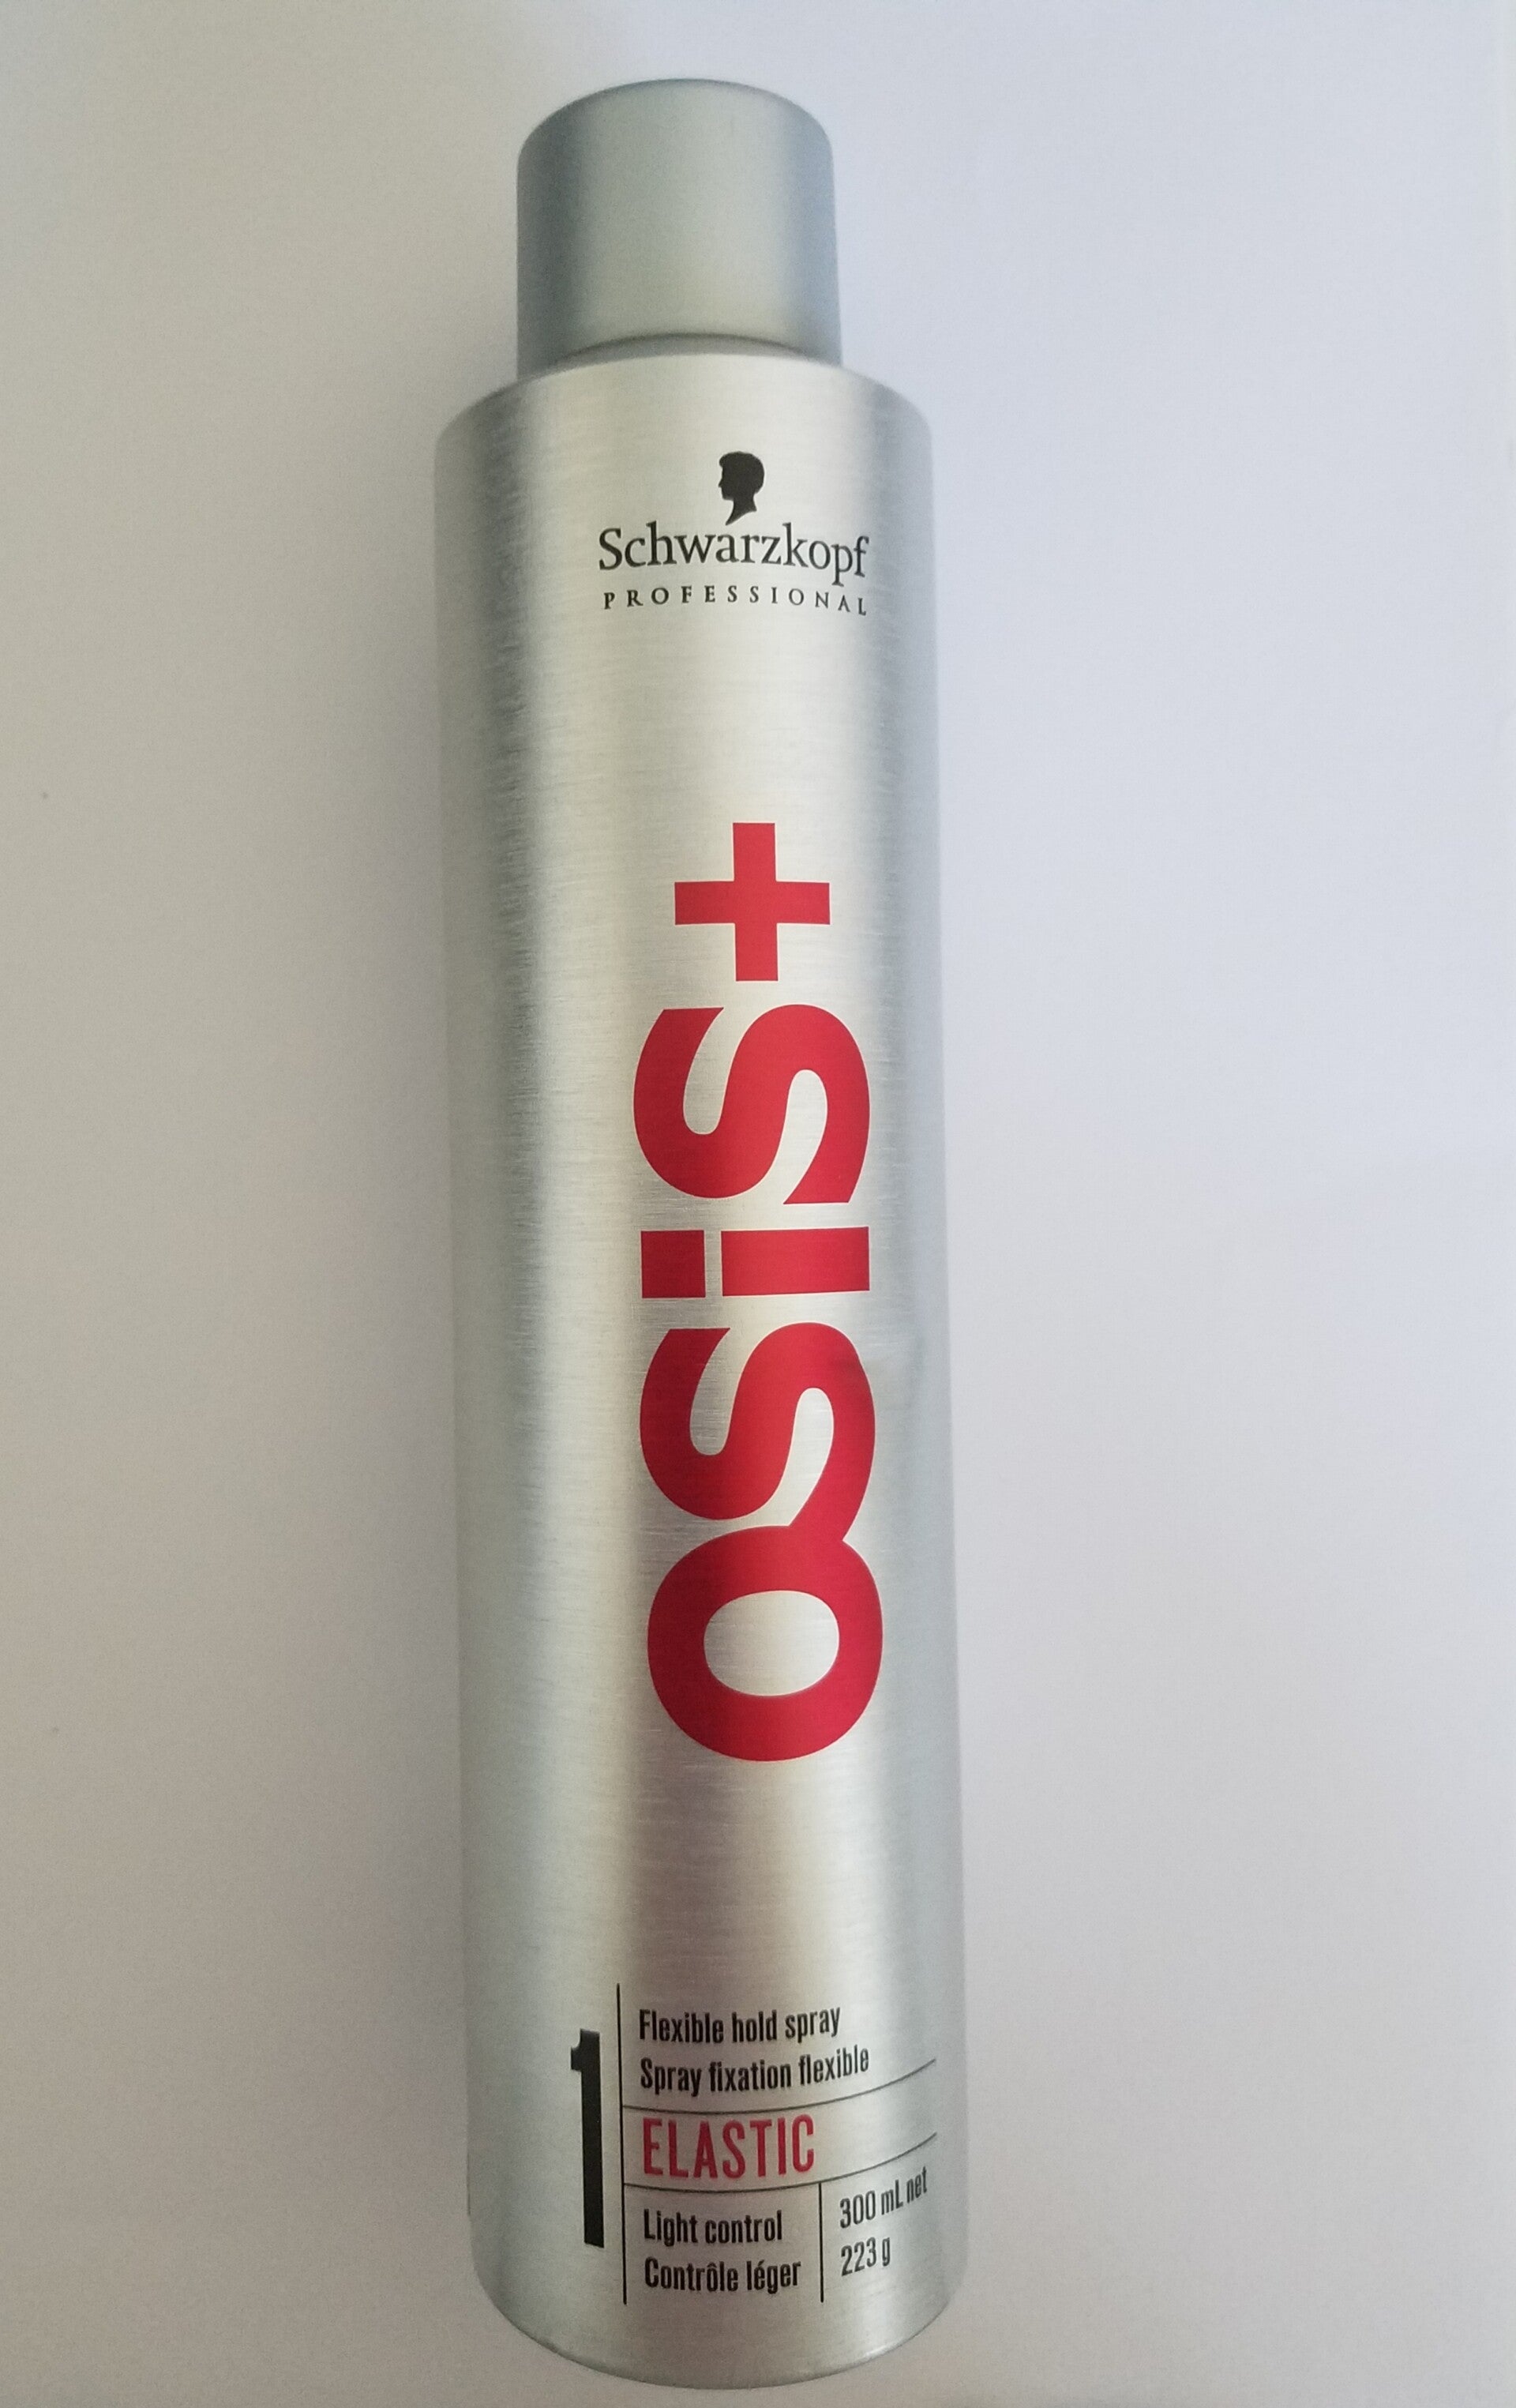 Schwarzkopf
PROFESSIONAL
osis+
1
Flexible hold spray
Spray fixation flexible
ELASTIC
Light control
Contrôle léger
300 mL net
223 g